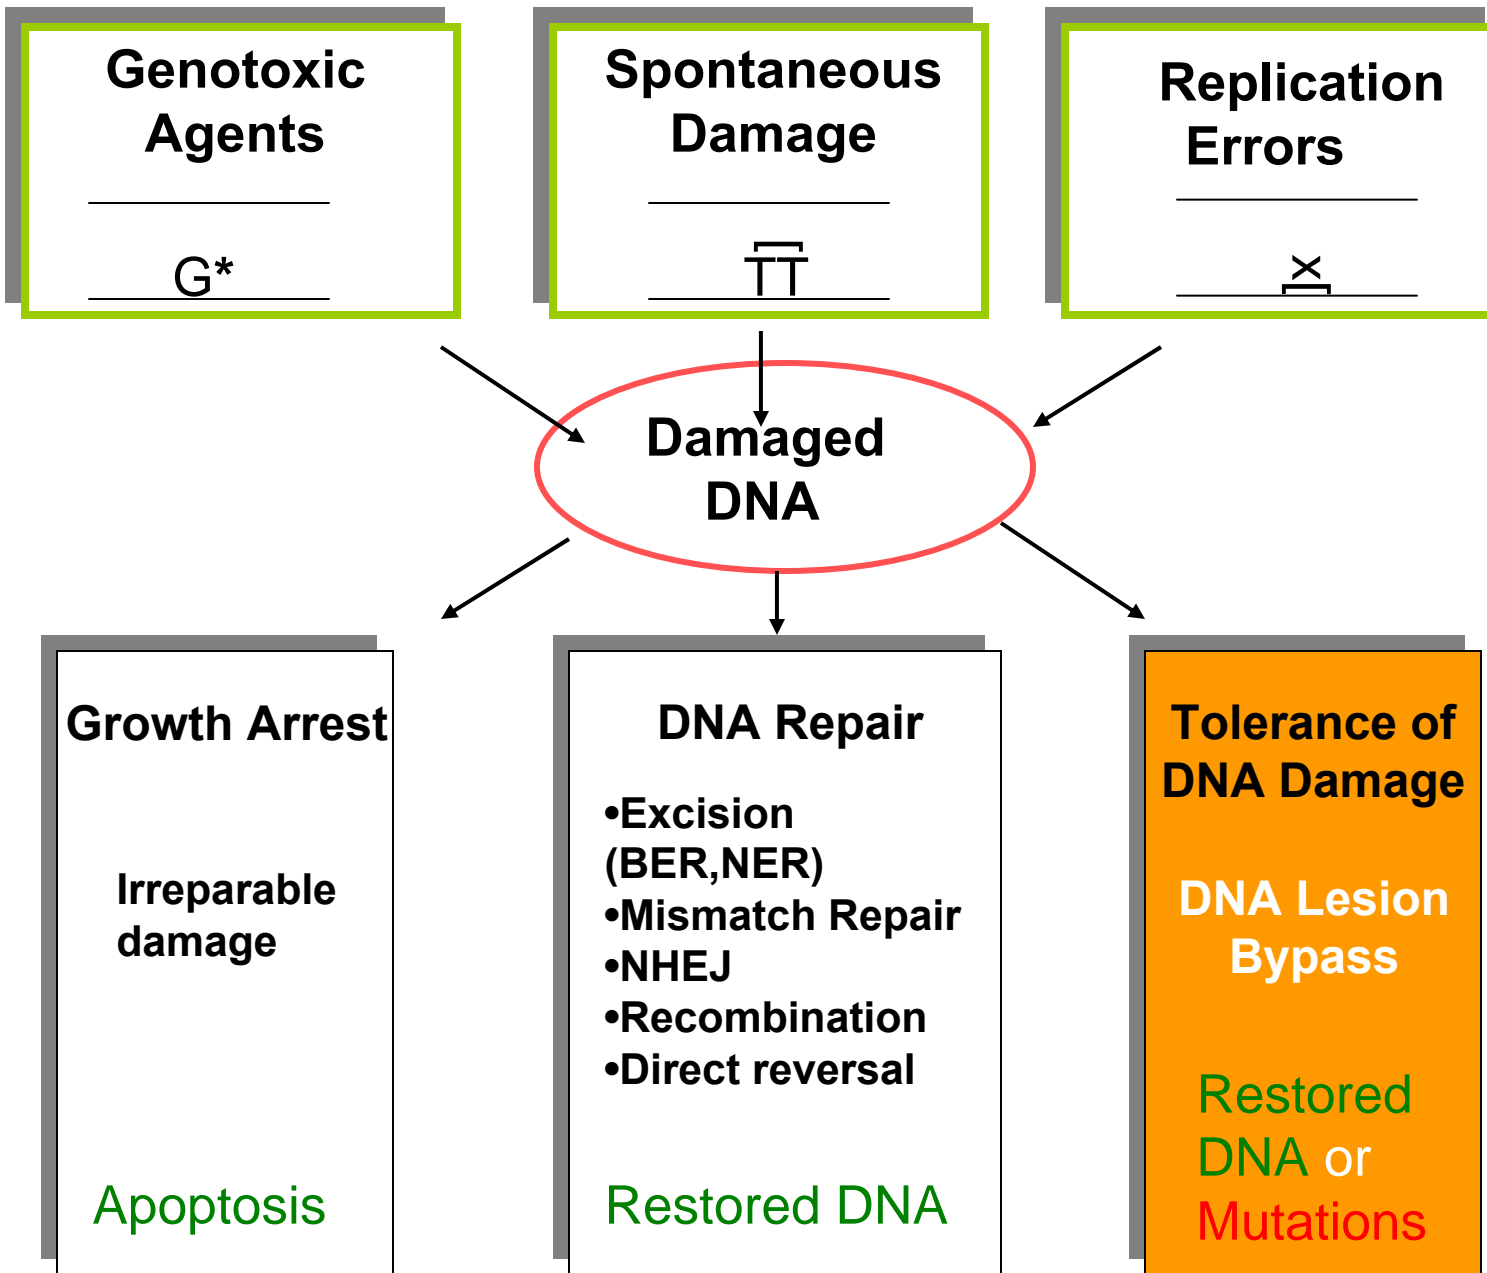 Genotoxic
Agents
G*
Spontaneous
Damage
TT
Replication
Errors
x
Damaged
DNA
Growth Arrest
Irreparable
damage
Apoptosis
DNA Repair
•Excision
(BER,NER)
•Mismatch Repair
•NHEJ
•Recombination
•Direct reversal
Restored DNA
Tolerance of
DNA Damage
DNA Lesion
Bypass
Restored
DNA or
Mutations